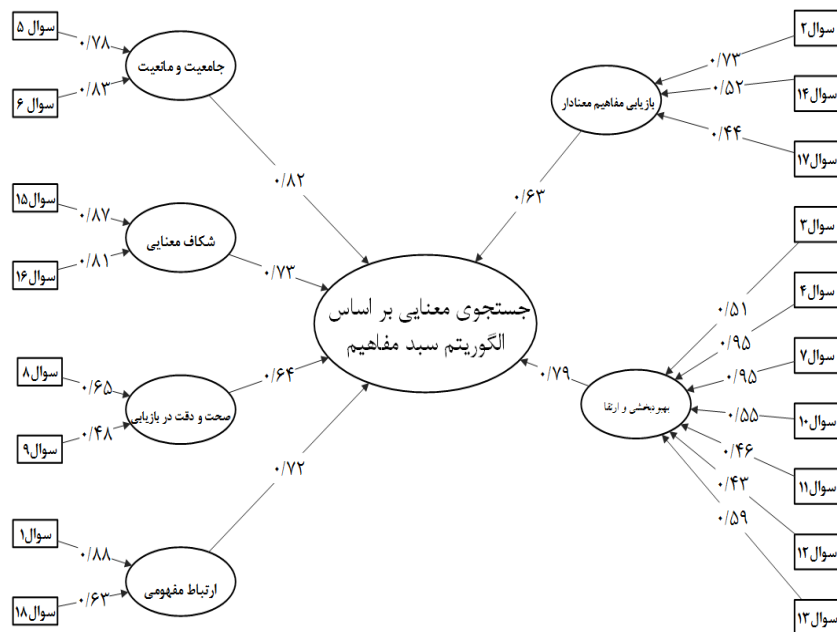 سوال ۲
۰/۷۳
سوال۱۴
۰/۵۲
سوال۱۷
۰/۴۴
بازیابی مفاهیم معنادار
۰/۶۳
سوال۳
۰/۵۱
سوال۴
۰/۹۵
سوال۷
۰/۹۵
سوال۱۰
۰/۵۵
سوال۱۱
۰/۴۶
سوال۱۲
۰/۴۳
سوال۱۳
۰/۵۹
بهبودبخشی و ارتقا
۰/۷۹
جستجوی معنایی بر اساس
الگوریتم سبد مفاهیم
سوال ۵
۰/۷۸
سوال ۶
۰/۸۳
جامعیت و مانعیت
۰/۸۲
سوال۱۵
۰/۸۷
سوال۱۶
۰/۸۱
شکاف معنایی
۰/۷۳
سوال۸
۰/۶۵
سوال۹
۰/۴۸
صحت و دقت در بازیابی
۰/۶۴
سوال۱
۰/۸۸
سوال۱۸
۰/۶۳
ارتباط مفهومی
۰/۷۲